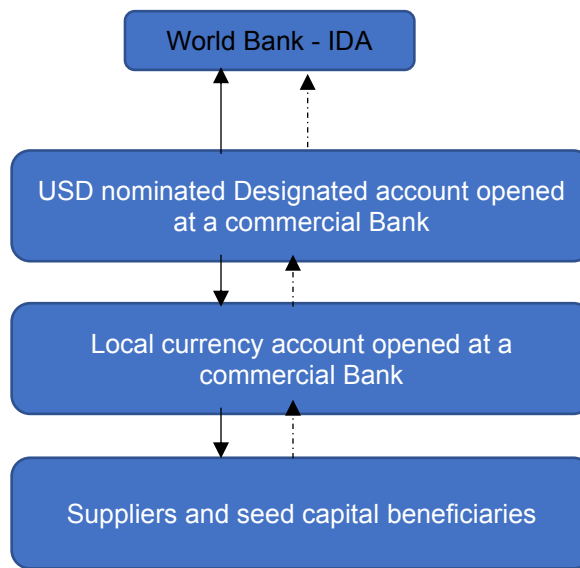 World Bank - IDA
USD nominated Designated account opened
at a commercial Bank
Local currency account opened at a
commercial Bank
Suppliers and seed capital beneficiaries